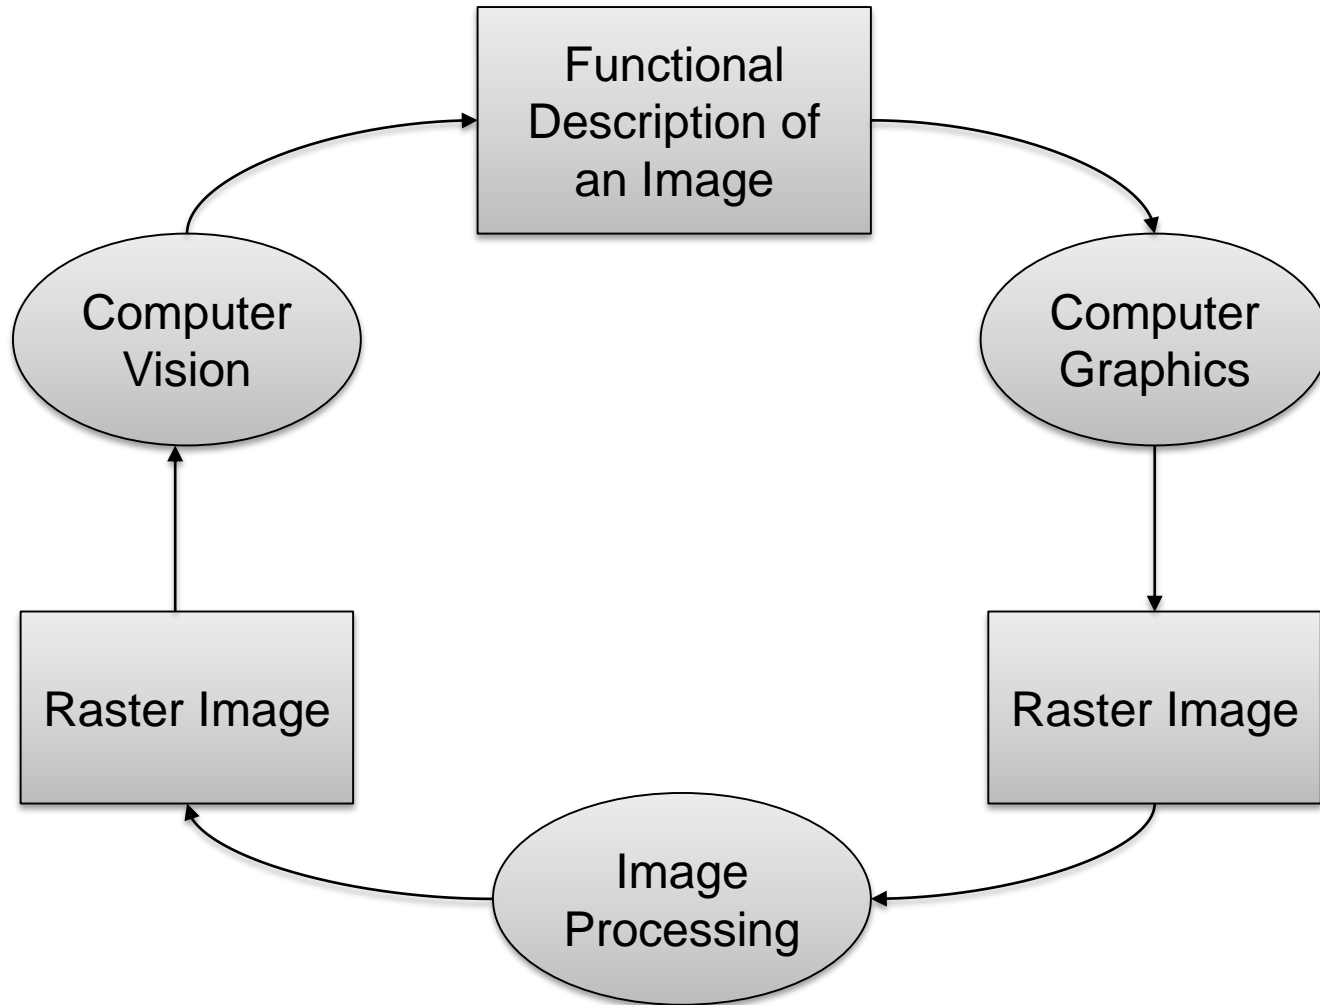 Functional
Description of
an Image
Computer
Vision
Computer
Graphics
Raster Image
Raster Image
Image
Processing